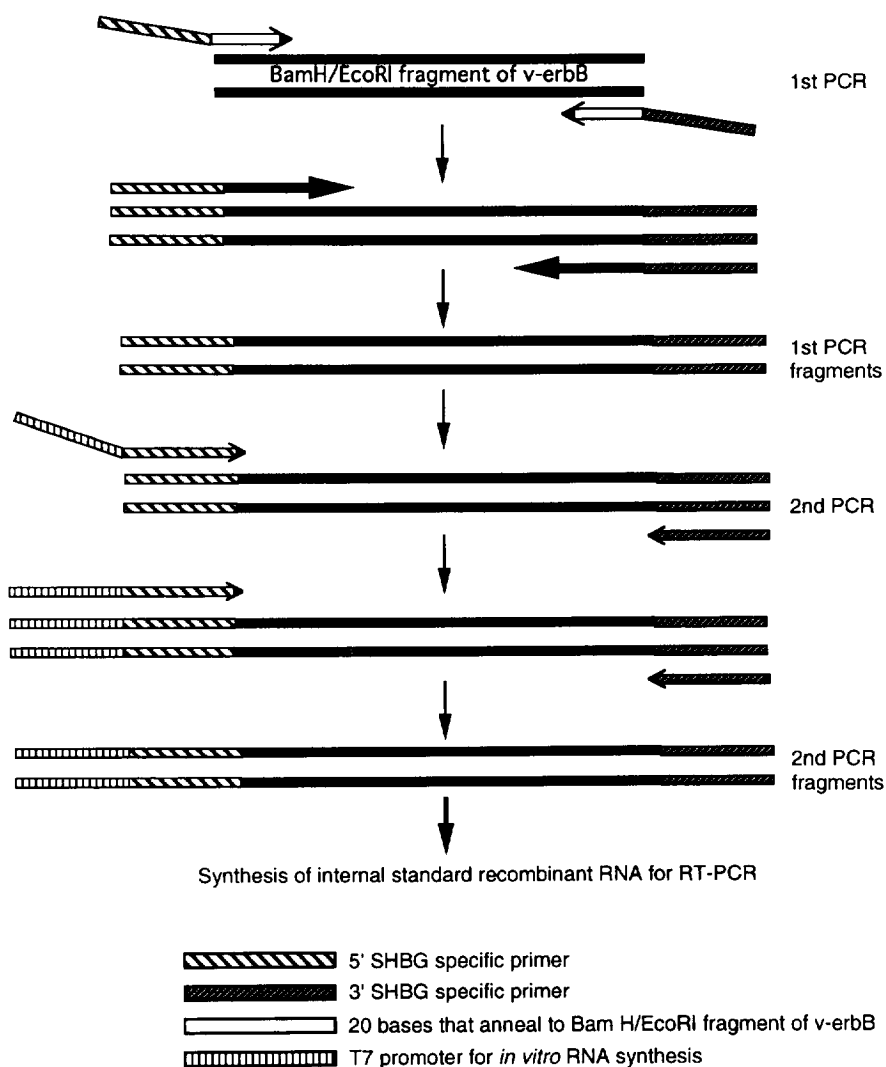 BamH/EcoRI fragment of v-erbB
1st PCR
1st PCR
fragments
2nd PCR
2nd PCR
fragments
Synthesis of internal standard recombinant RNA for RT-PCR
5' SHBG specific primer
3' SHBG specific primer
20 bases that anneal to Bam H/EcoRI fragment of v-erbB
T7 promoter for in vitro RNA synthesis